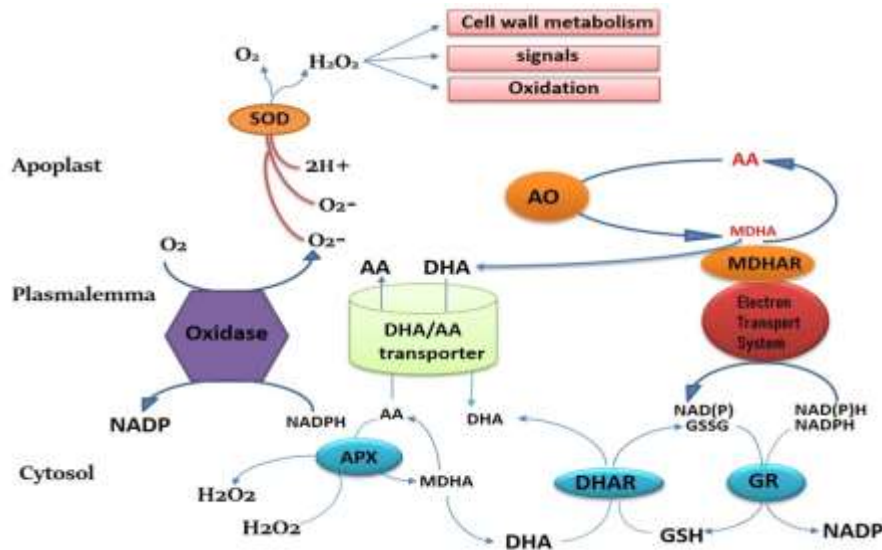 Cell wall metabolism
O₂
H₂O₂
signals
Oxidation
SOD
Apoplast
2H+
AA
AO
O₂-
MDHA
O₂
O₂-
AA
DHA
MDHAR
Plasmalemma
Oxidase
DHA/AA
transporter
Electron
Transport
System
NADP
NADPH
AA
DHA
NAD(P)
GSSG
NAD(P)H
NADPH
Cytosol
APX
MDHA
DHAR
GR
H2O2
H2O2
DHA
GSH
NADP